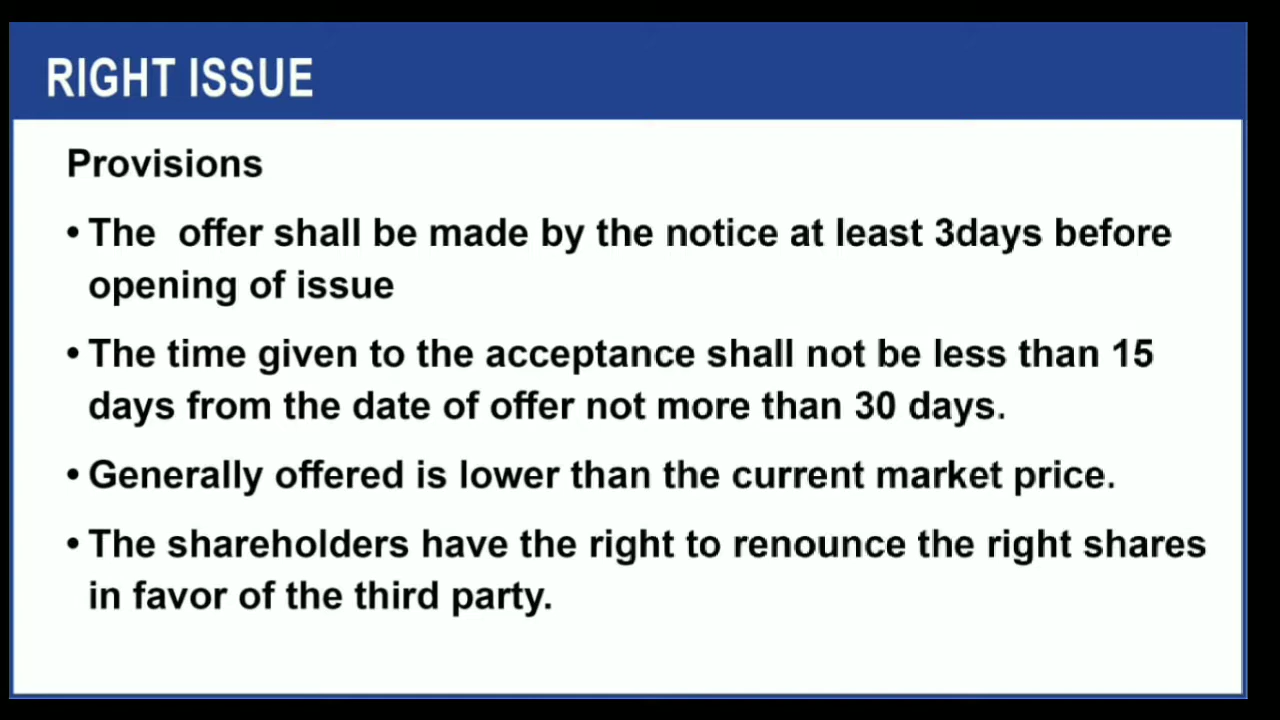 RIGHT ISSUE
Provisions
• The  offer shall be made by the notice at least 3days before
opening of issue
• The time given to the acceptance shall not be less than 15
days from the date of offer not more than 30 days.
• Generally offered is lower than the current market price.
• The shareholders have the right to renounce the right shares
in favor of the third party.